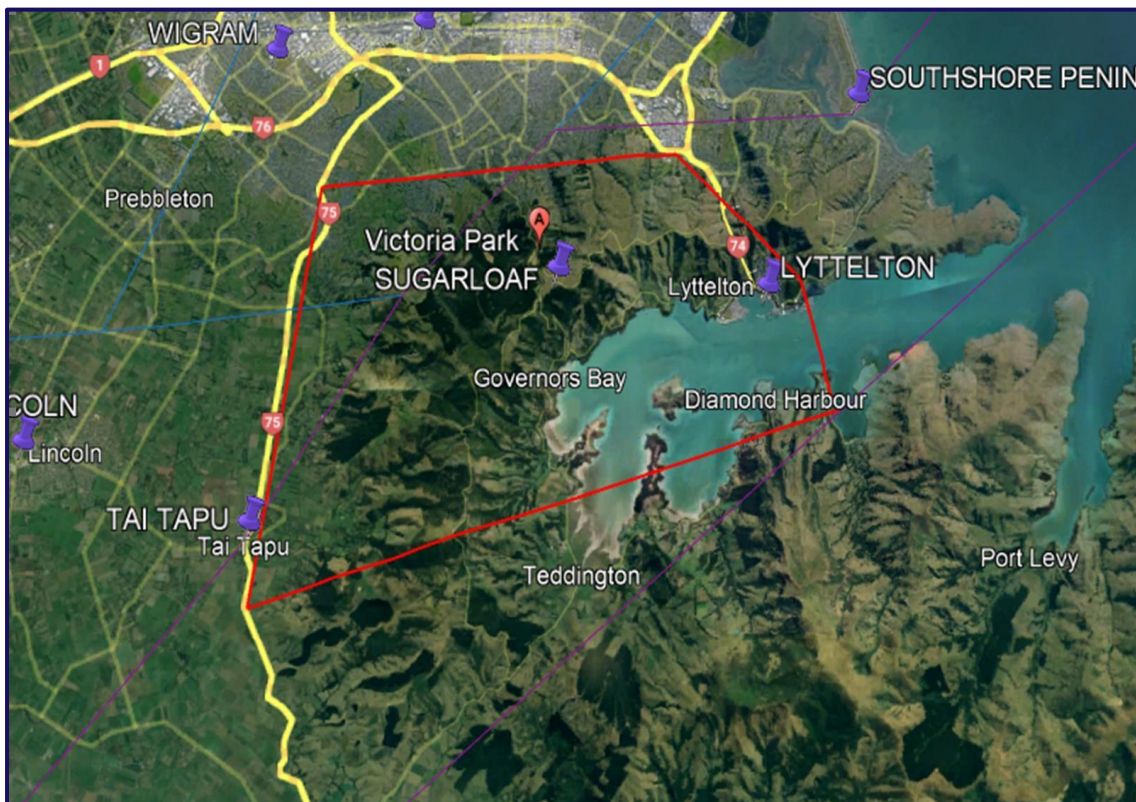 WIGRAM
1
SOUTHSHORE PENIN
76
Prebbleton
75
A
Victoria Park
SUGARLOAF
74
LYTTELTON
Lyttelton
Governors Bay
Diamond Harbour
75
COLN
Lincoln
TAI TAPU
Tai Tapu
Port Levy
Teddington